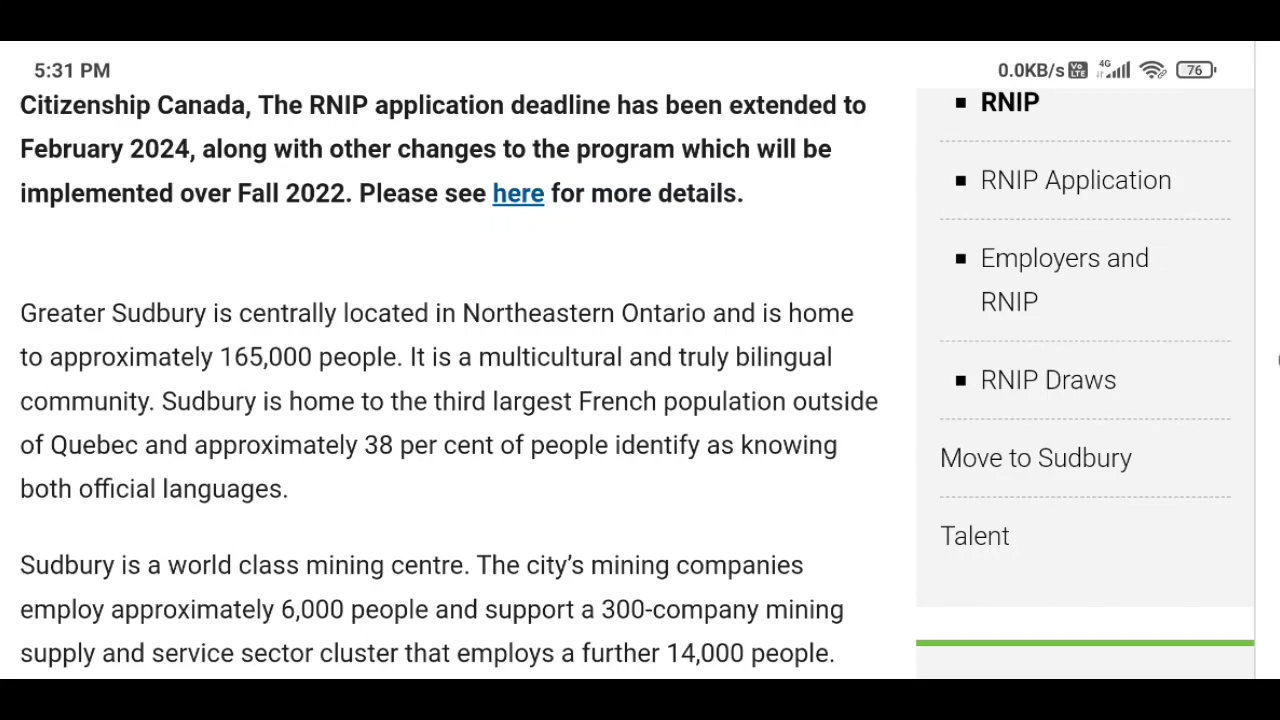 5:31 PM
0.0KB/s Vo LTE 4G 76
Citizenship Canada, The RNIP application deadline has been extended to
February 2024, along with other changes to the program which will be
implemented over Fall 2022. Please see here for more details.
Greater Sudbury is centrally located in Northeastern Ontario and is home
to approximately 165,000 people. It is a multicultural and truly bilingual
community. Sudbury is home to the third largest French population outside
of Quebec and approximately 38 per cent of people identify as knowing
both official languages.
Sudbury is a world class mining centre. The city’s mining companies
employ approximately 6,000 people and support a 300-company mining
supply and service sector cluster that employs a further 14,000 people.
RNIP
RNIP Application
Employers and
RNIP
RNIP Draws
Move to Sudbury
Talent